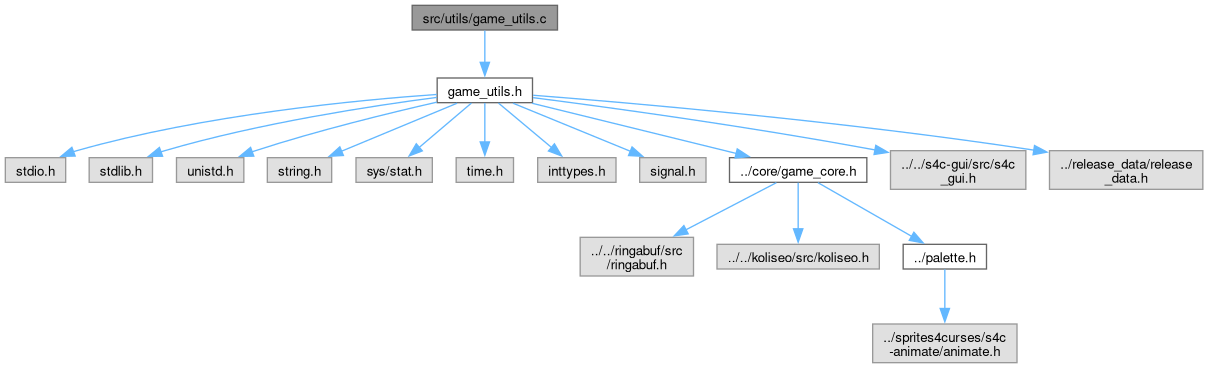 src/utils/game_utils.c
game_utils.h
stdio.h
stdlib.h
unistd.h
string.h
sys/stat.h
time.h
inttypes.h
signal.h
../core/game_core.h
../../s4c-gui/src/s4c
_gui.h
../release_data/release
_data.h
../../ringabuf/src
/ringabuf.h
../../koliseo/src/koliseo.h
../palette.h
../sprites4curses/s4c
-animate/animate.h